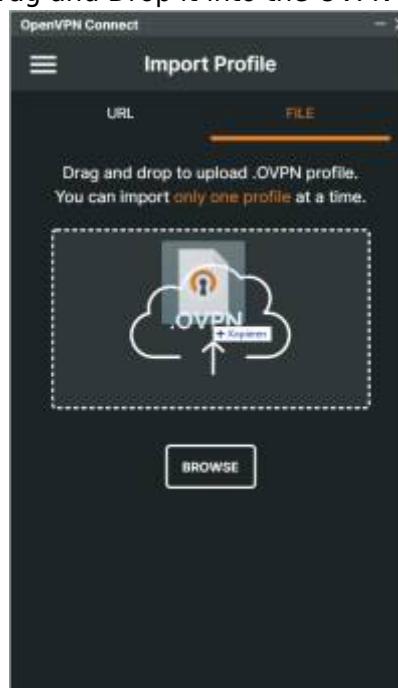 rag and Drop it into the OVPN
OpenVPN Connect
Import Profile
URL FILE
Drag and drop to upload .OVPN profile.
You can import only one profile at a time.
.OVPN
+ Kopieren
BROWSE